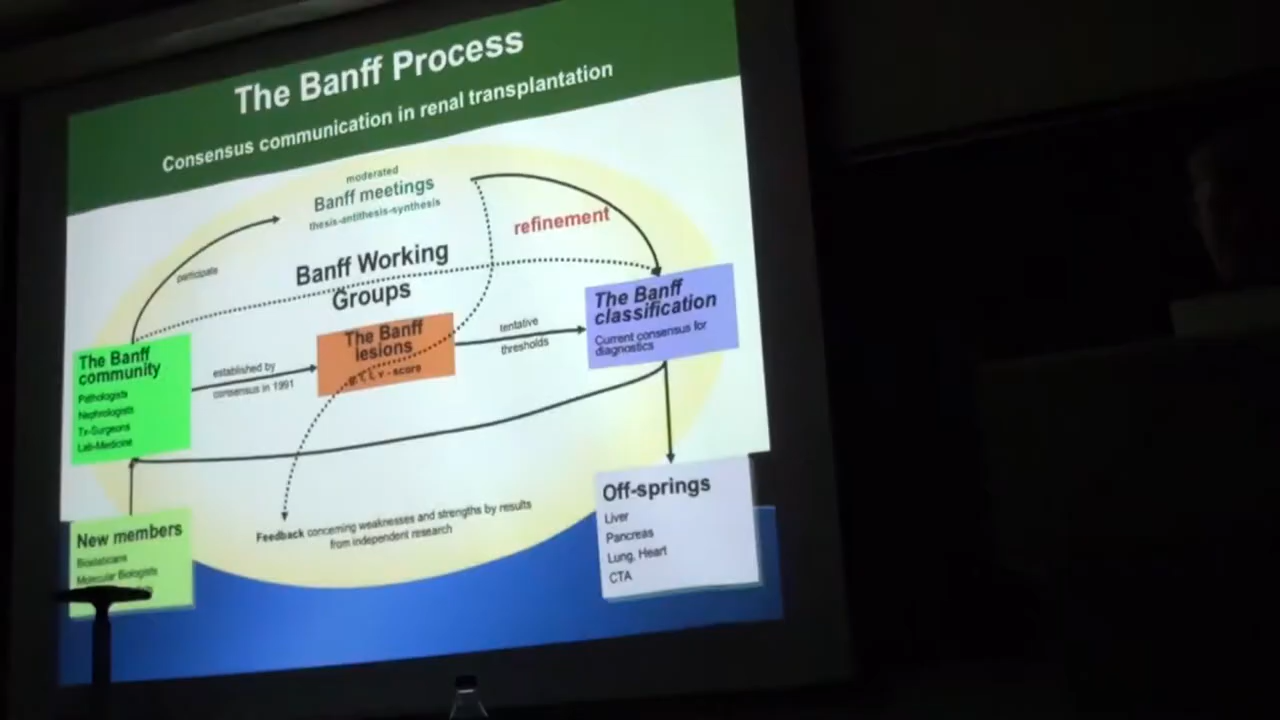 The Banff Process
Consensus communication in renal transplantation
moderated
Banff meetings
thesis-antithesis-synthesis
refinement
participate
Banff Working
Groups
The Banff
classification
Current consensus for
diagnostics
The Banff
lesions
v - score
tentative
thresholds
The Banff
community
Pathologists
Nephrologists
Tx-Surgeons
Lab-Medicine
established by
consensus in 1991
Off-springs
Liver
Pancreas
Lung, Heart
CTA
Feedback concerning weaknesses and strengths by results
from independent research
New members
Molecular Biologists